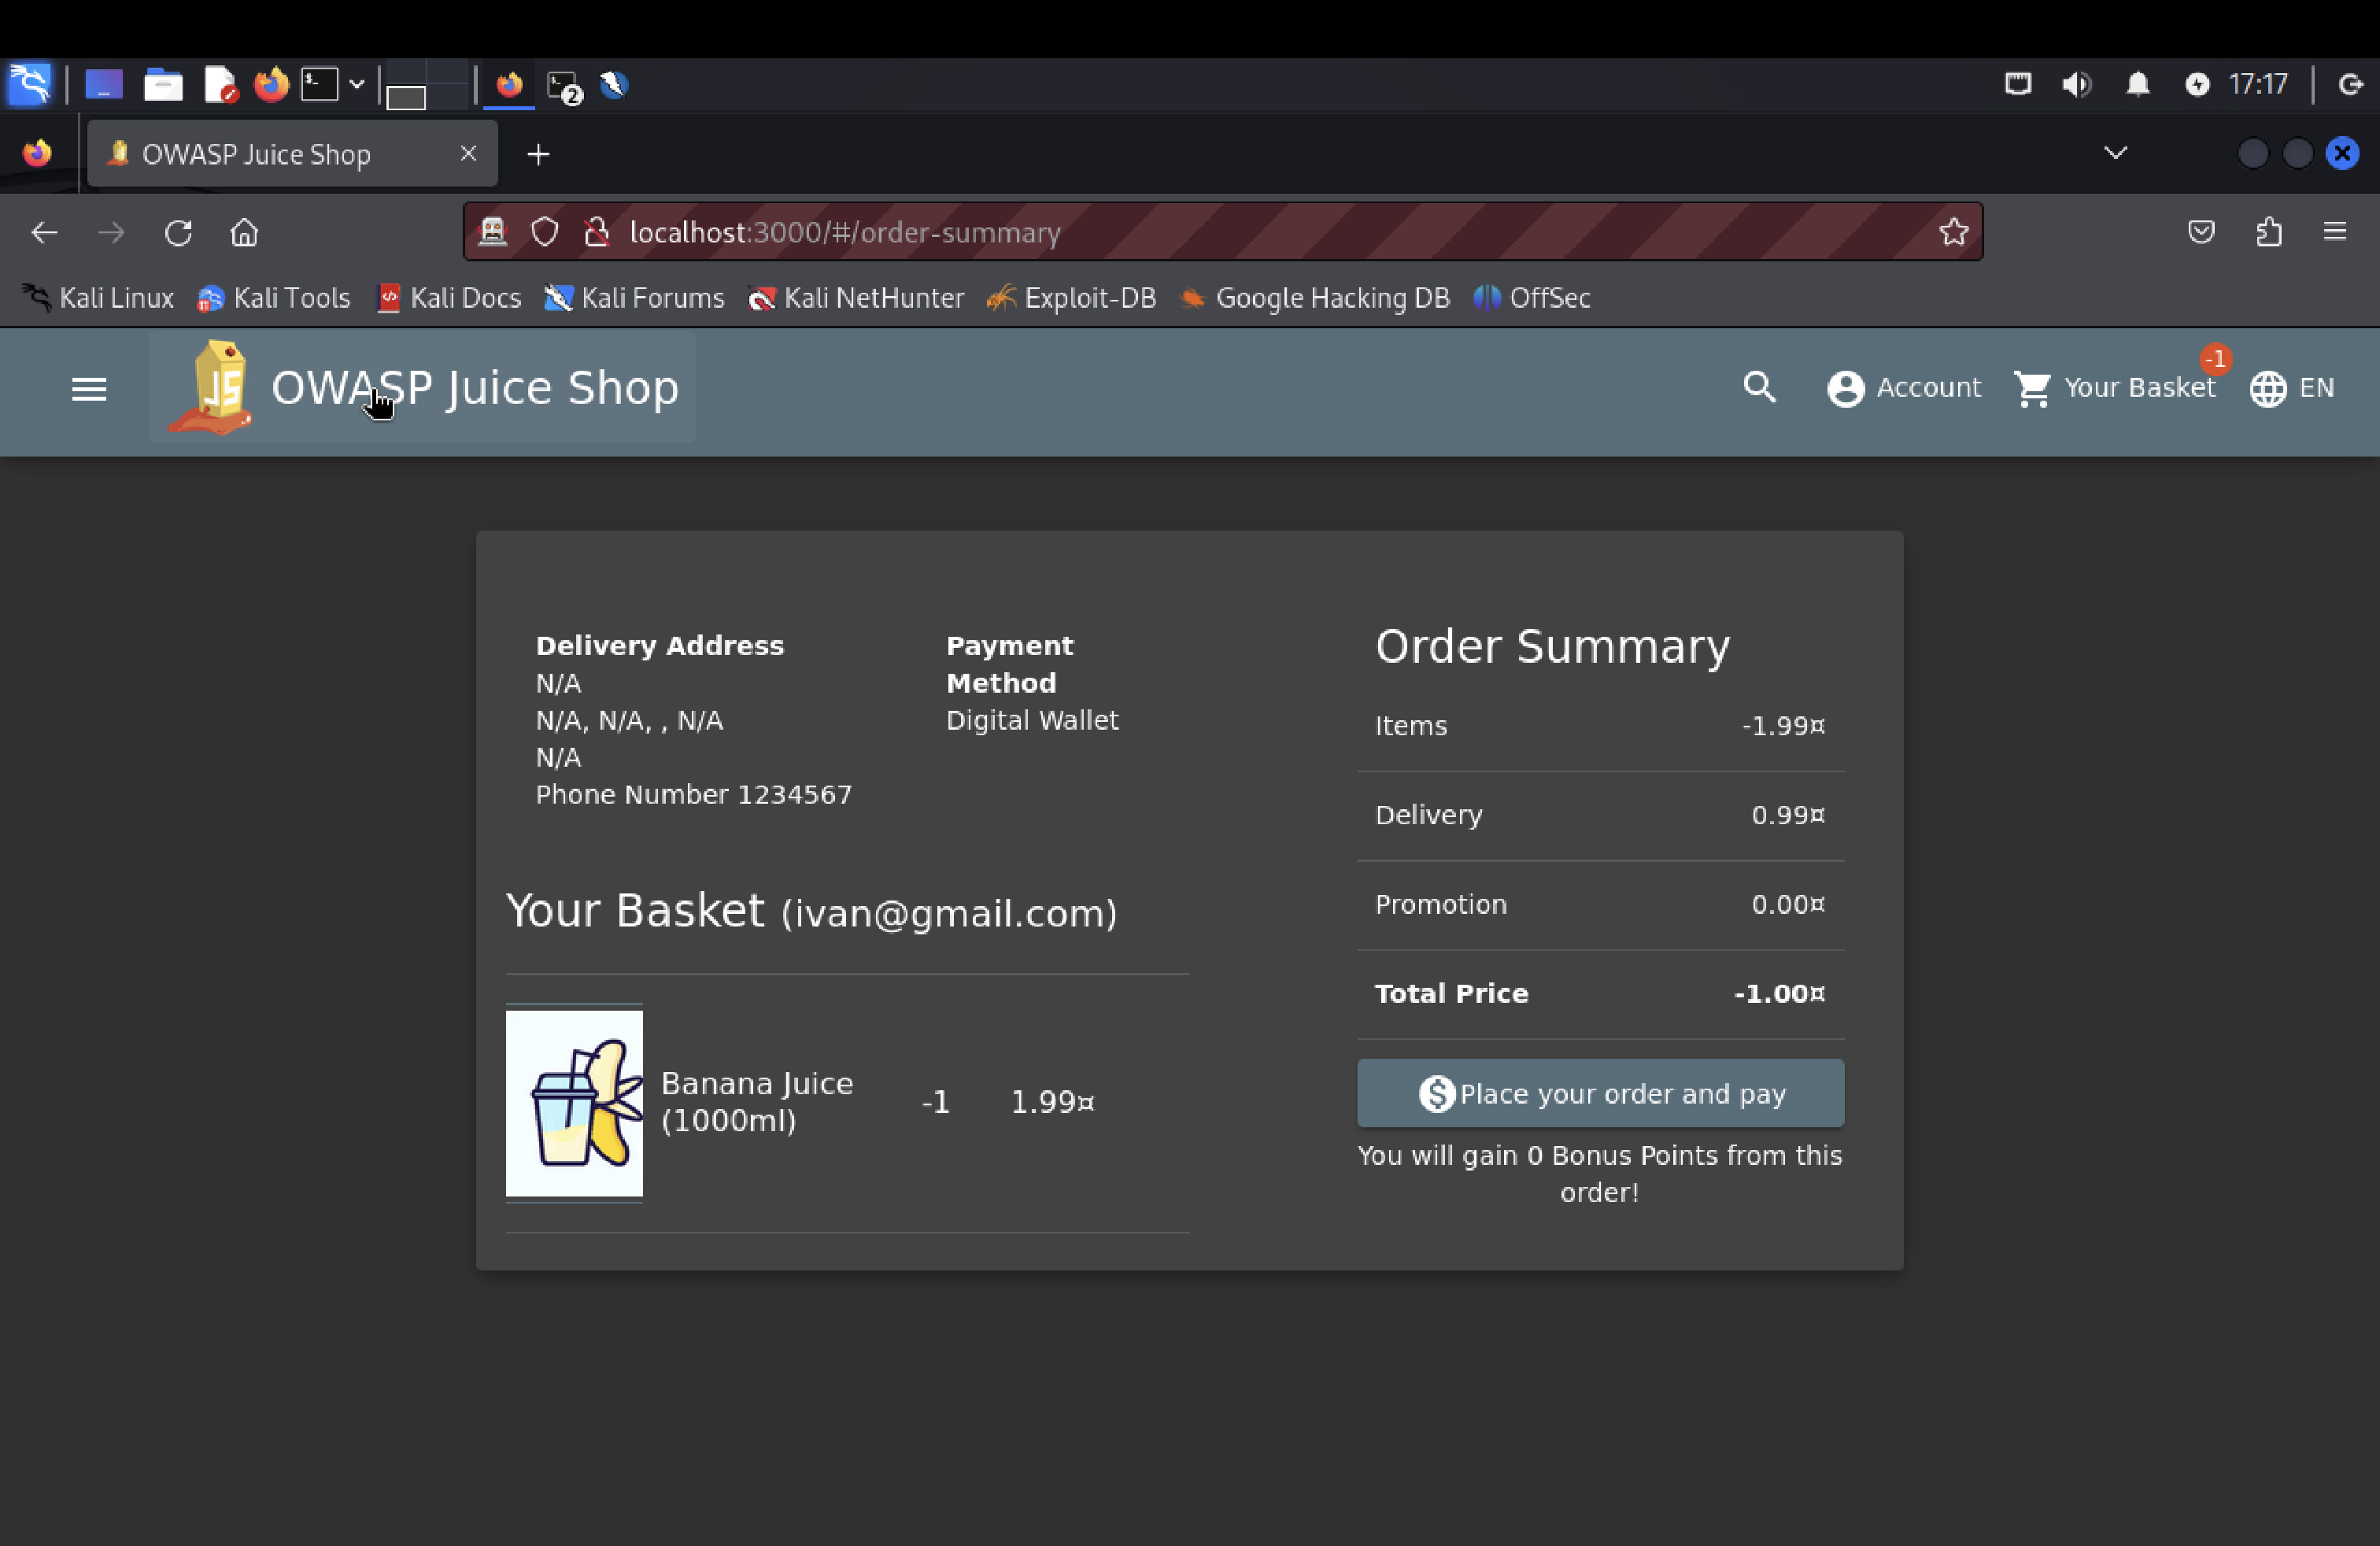 17:17
2
OWASP Juice Shop
localhost:3000/#/order-summary
Kali Linux Kali Tools Kali Docs Kali Forums Kali NetHunter Exploit-DB Google Hacking DB OffSec
JS OWASP Juice Shop Account Your Basket -1 EN
Delivery Address
N/A
N/A, N/A, , N/A
N/A
Phone Number 1234567
Payment
Method
Digital Wallet
Your Basket (ivan@gmail.com)
Banana Juice
(1000ml)
-1 1.99¤
Order Summary
Items -1.99¤
Delivery 0.99¤
Promotion 0.00¤
Total Price -1.00¤
Place your order and pay
You will gain 0 Bonus Points from this
order!